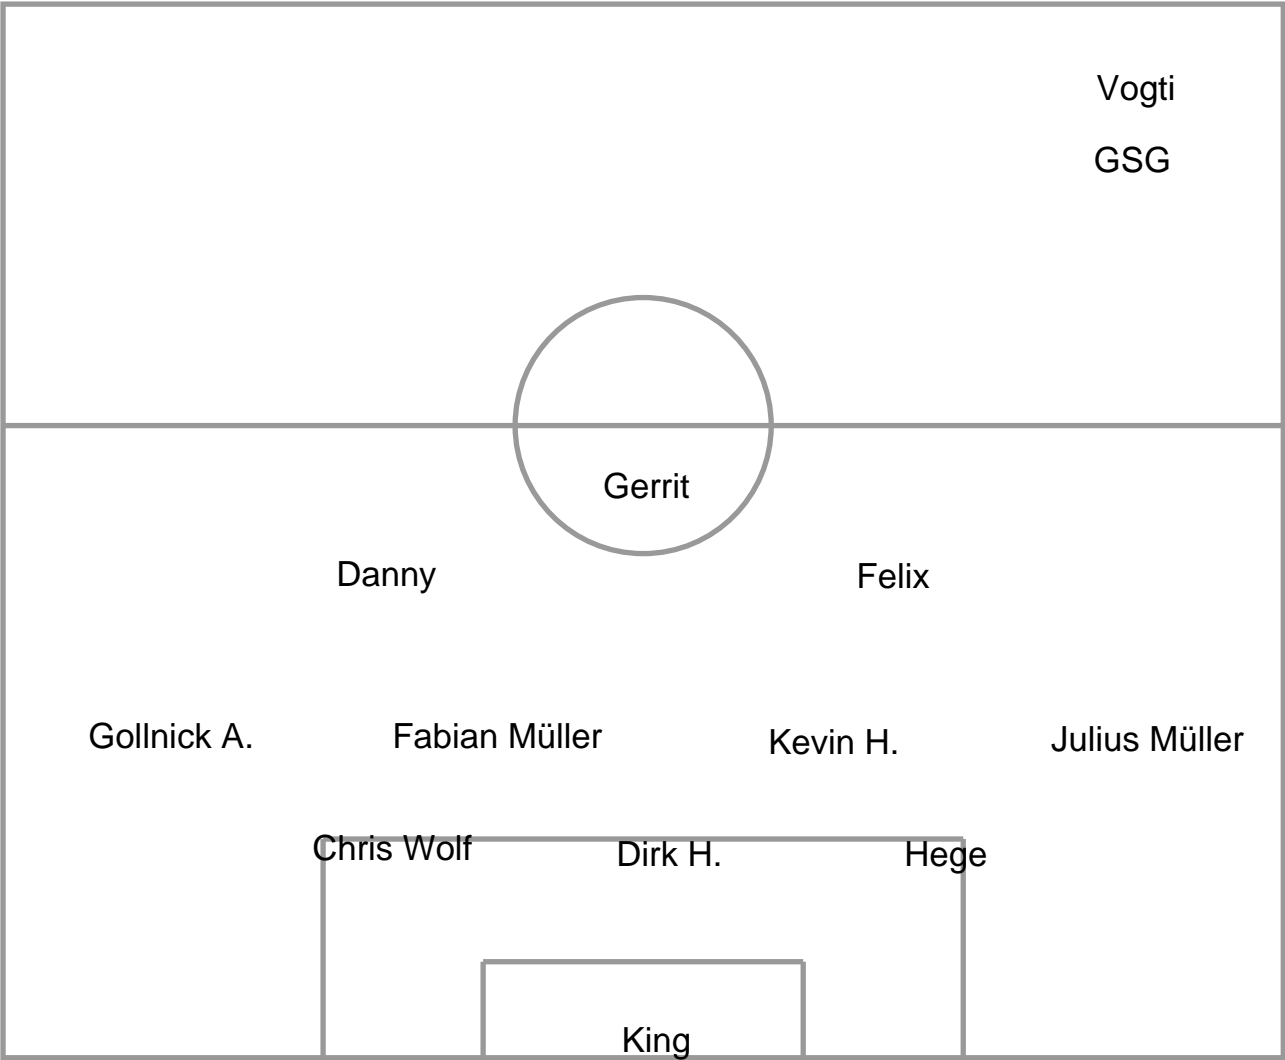 Vogti
GSG
Gerrit
Danny
Felix
Gollnick A.
Fabian Müller
Kevin H.
Julius Müller
Chris Wolf
Dirk H.
Hege
King